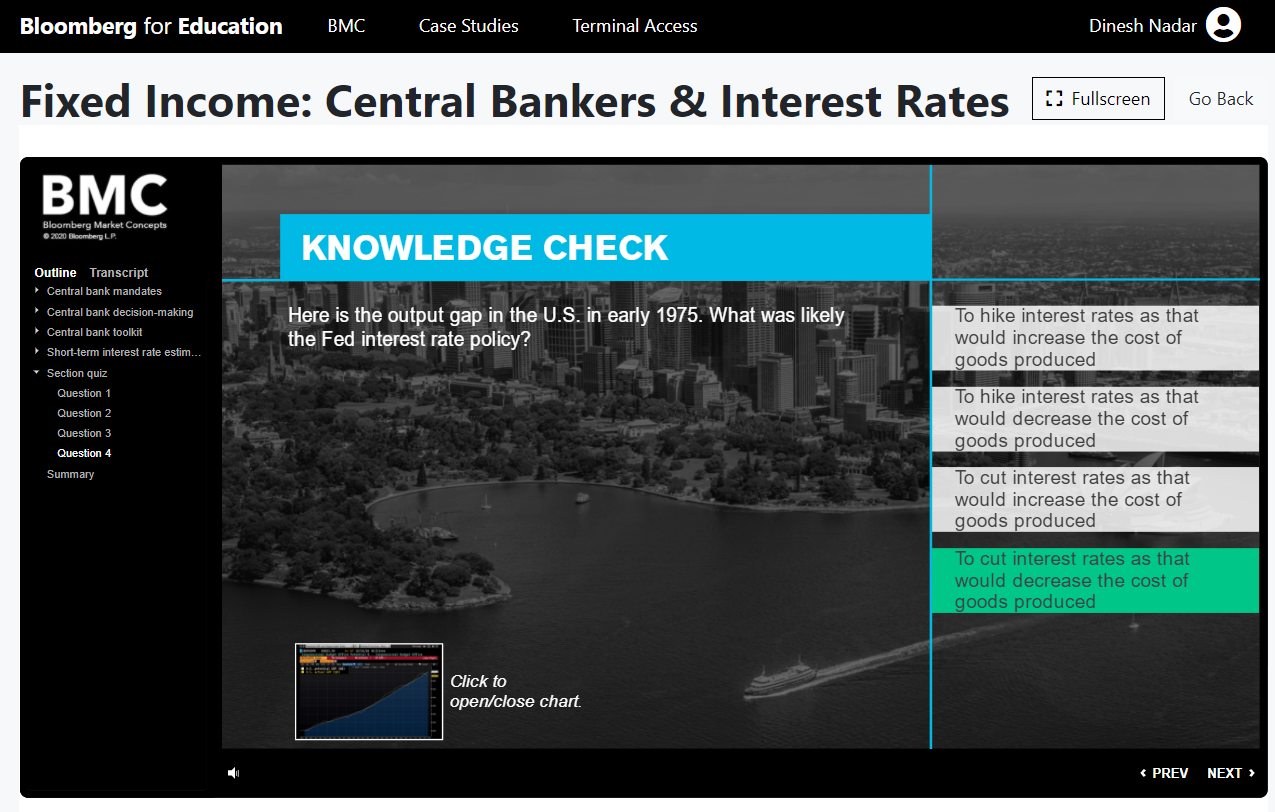 Bloomberg for Education
BMC
Case Studies
Terminal Access
Dinesh Nadar
Fixed Income: Central Bankers & Interest Rates
Fullscreen
Go Back
BMC
Bloomberg Market Concepts
© 2020 Bloomberg L.P.
Outline Transcript
Central bank mandates
Central bank decision-making
Central bank toolkit
Short-term interest rate estim...
Section quiz
Question 1
Question 2
Question 3
Question 4
Summary
KNOWLEDGE CHECK
Here is the output gap in the U.S. in early 1975. What was likely
the Fed interest rate policy?
To hike interest rates as that
would increase the cost of
goods produced
To hike interest rates as that
would decrease the cost of
goods produced
To cut interest rates as that
would increase the cost of
goods produced
To cut interest rates as that
would decrease the cost of
goods produced
Click to
open/close chart.
PREV
NEXT